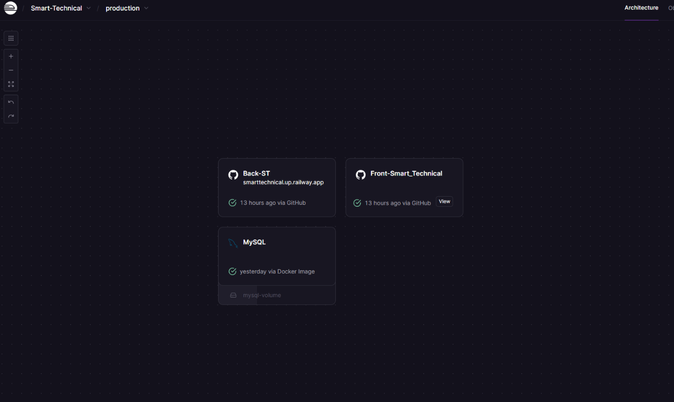 Smart-Technical
production
Architecture
Back-ST
smarttechnical.up.railway.app
13 hours ago via GitHub
Front-Smart_Technical
13 hours ago via GitHub
View
MySQL
yesterday via Docker Image
mysql-volume